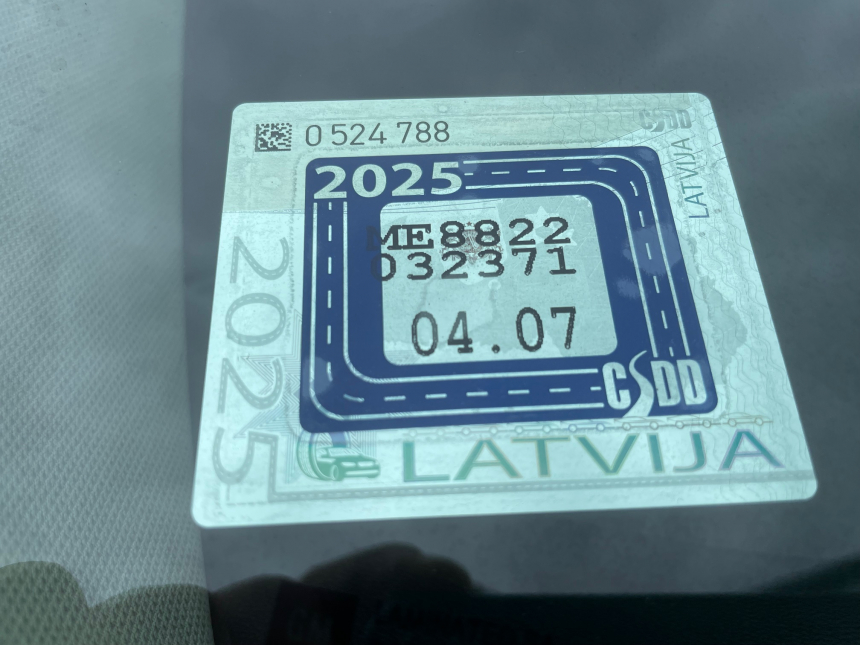 0 524 788
CSDD
LATVIJA
2025
ME8822
032371
04.07
CSDD
2025
LATVIJA